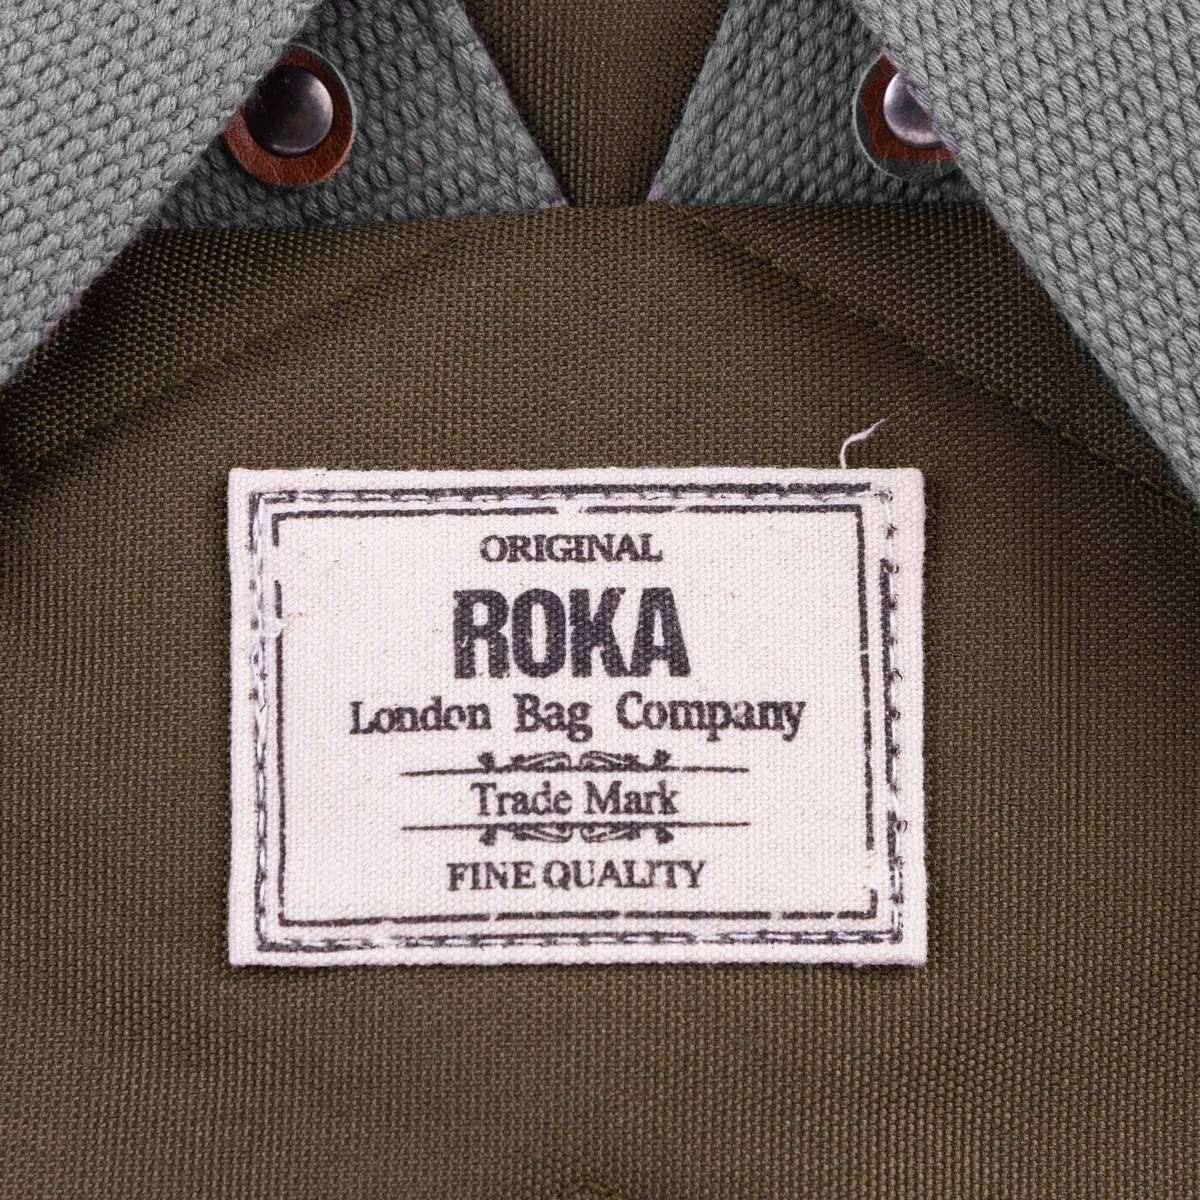 ORIGINAL
ROKA
London Bag Company
Trade Mark
FINE QUALITY